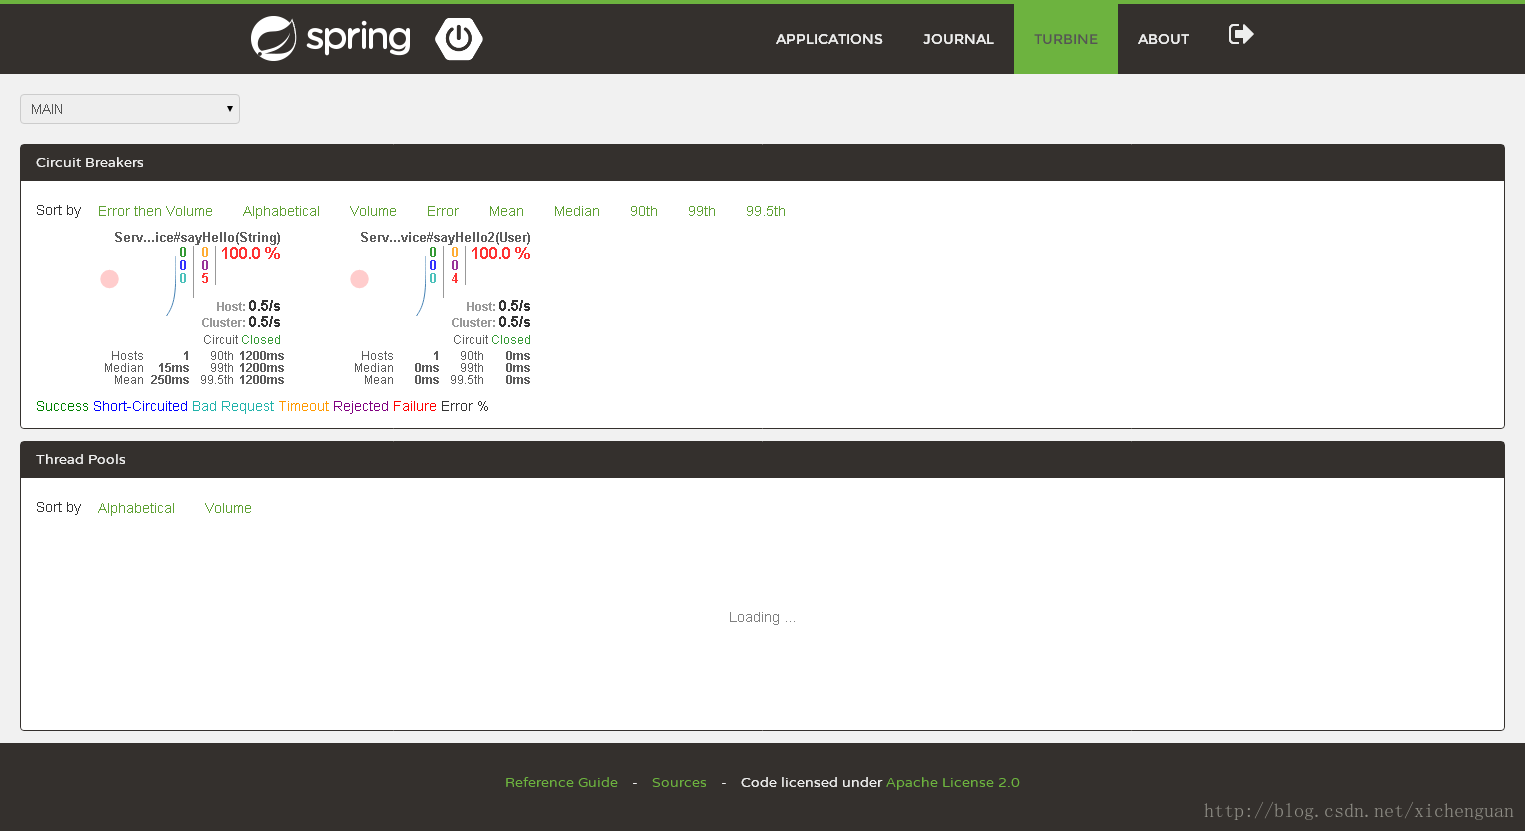 spring APPLICATIONS JOURNAL TURBINE ABOUT
MAIN
Circuit Breakers
Sort by Error then Volume Alphabetical Volume Error Mean Median 90th 99th 99.5th
Serv...ice#sayHello(String) Serv...vice#sayHello2(User)
0 0 100.0 % 0 0 100.0 %
0 0 0 0
0 5 0 4
Host: 0.5/s Host: 0.5/s
Cluster: 0.5/s Cluster: 0.5/s
Circuit Closed Circuit Closed
Hosts 1 90th 1200ms Hosts 1 90th 0ms
Median 15ms 99th 1200ms Median 0ms 99th 0ms
Mean 250ms 99.5th 1200ms Mean 0ms 99.5th 0ms
Success Short-Circuited Bad Request Timeout Rejected Failure Error %
Thread Pools
Sort by Alphabetical Volume
Loading ...
Reference Guide - Sources - Code licensed under Apache License 2.0
http://blog.csdn.net/xichenguan